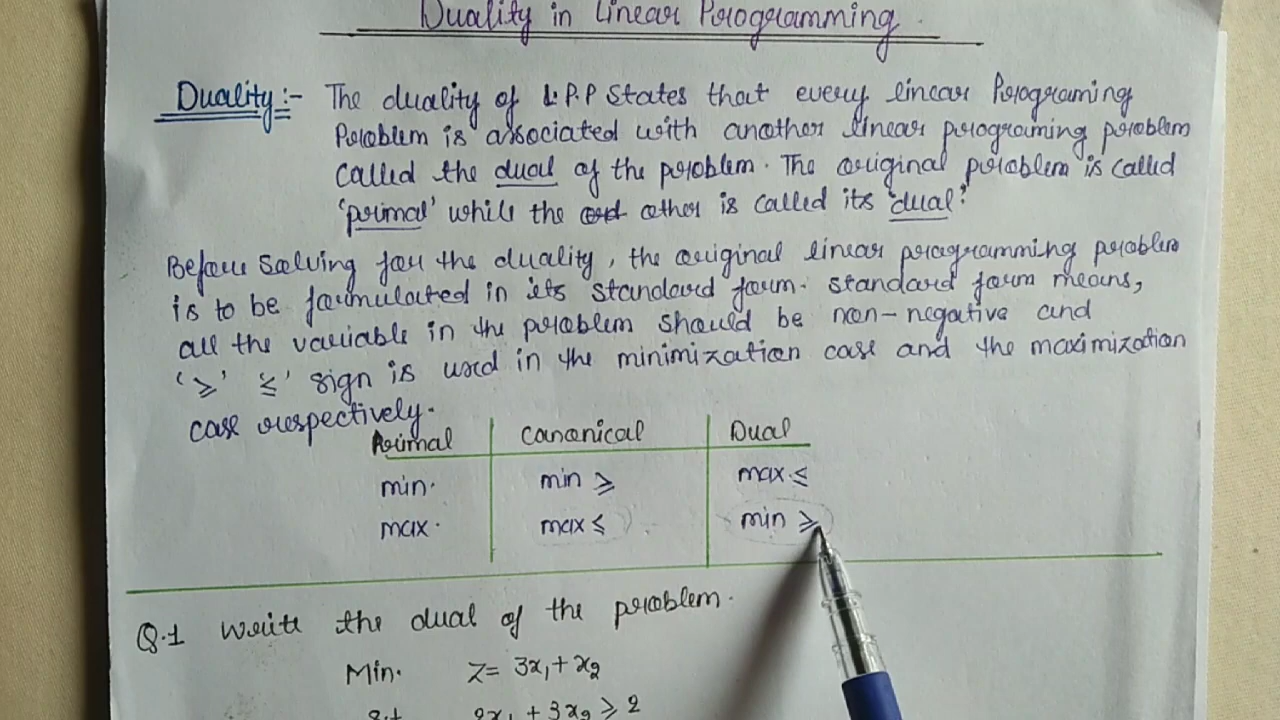 Duality in Linear Programming.
Duality:- The duality of L.P.P States that every linear Programing
Problem is associated with another linear programing problem
called the dual of the problem. The original problem is called
'primal' while the other is called its 'dual'.
Before Solving for the duality, the original linear programming problem
is to be formulated in its standard form. standard form means,
all the variable in the problem should be non-negative and
'≥' ≤' sign is used in the minimization case and the maximization
case respectively.
Primal Canonical Dual
min. min ≥ max. ≤
max. max ≤ min ≥
Q.1 Write the dual of the problem.
Min. Z= 3x₁+x₂
S.t 2x₁ + 3x₂ ≥ 2